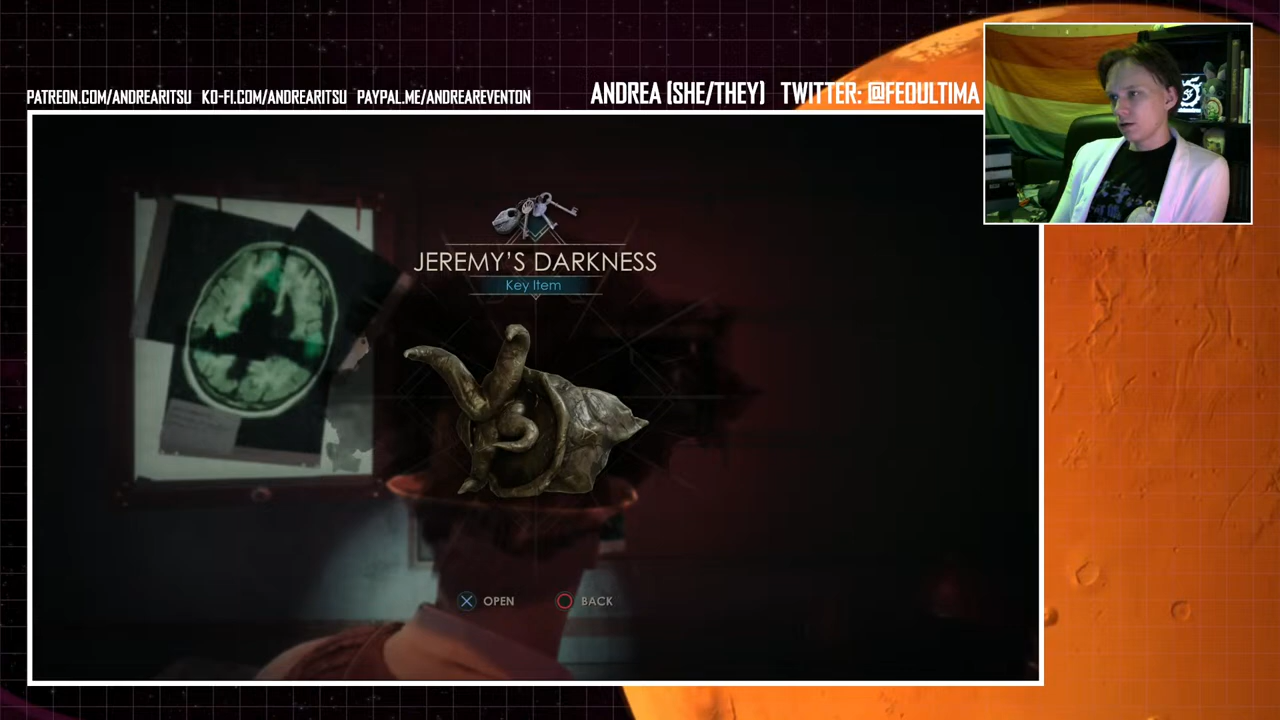 PATREON.COM/ANDREARITSU KO-FI.COM/ANDREARITSU PAYPAL.ME/ANDREAREVENTON
ANDREA (SHE/THEY) TWITTER: @FEOULTIMA
JEREMY'S DARKNESS
Key Item
OPEN
BACK